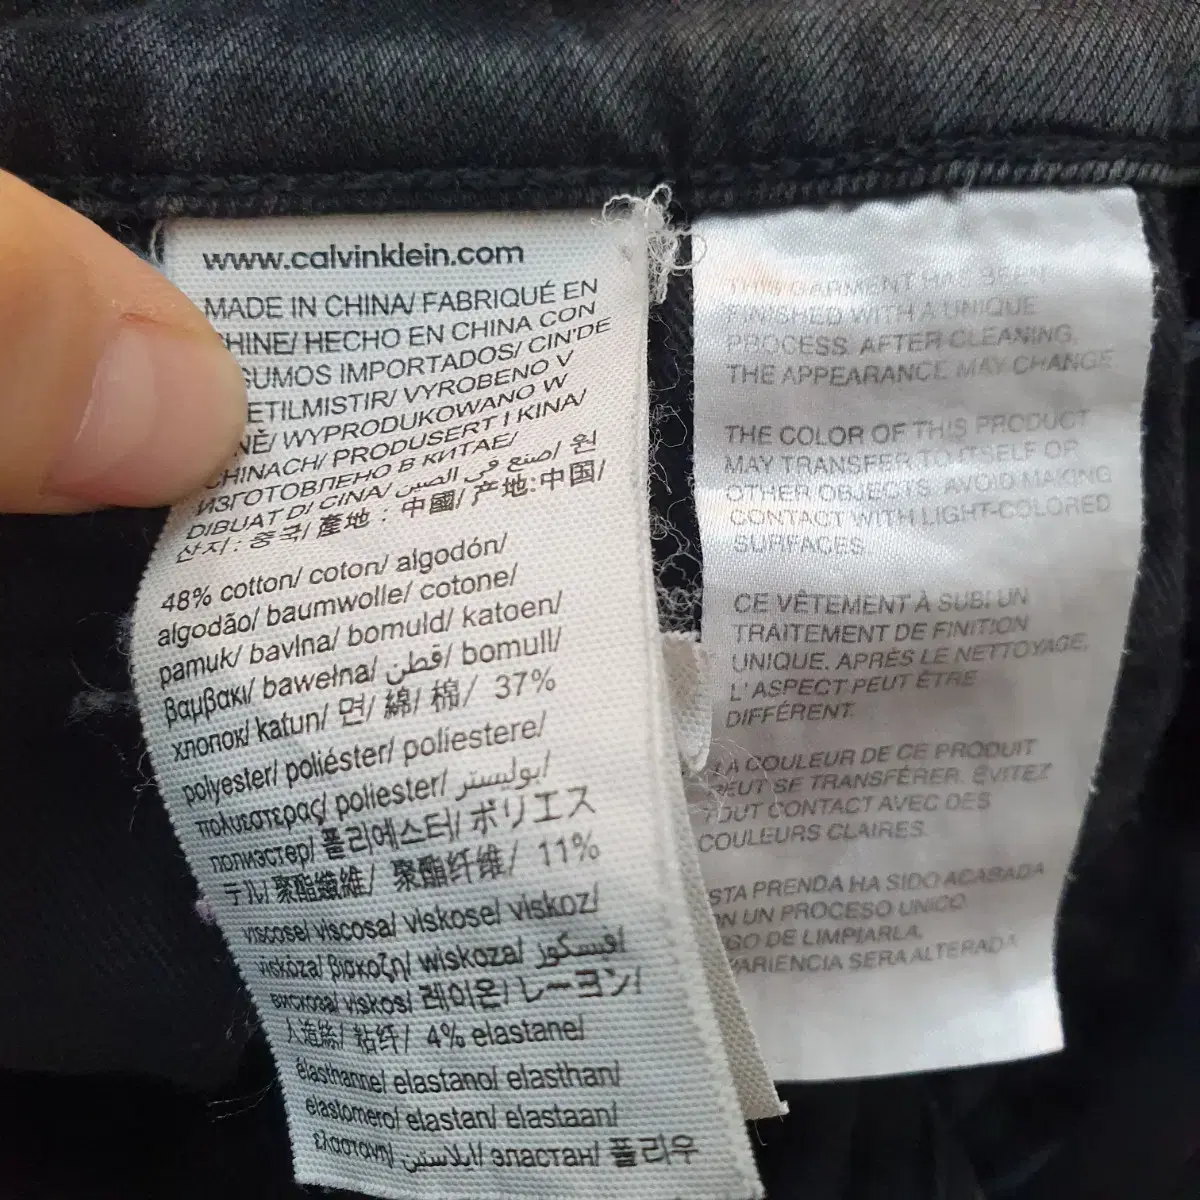 www.calvinklein.com
MADE IN CHINA/ FABRIQUÉ EN
HINE/ HECHO EN CHINA CON
SUMOS IMPORTADOS/ CIN'DE
ETILMISTIR/ VYROBENO V
NĚ/ WYPRODUKOWANO W
CHINACH/ PRODUSERT I KINA/
ИЗГОТОВЛЕНО В КИТАЕ/
DIBUAT DI CINA/ صنع في الصين/ 원
산지 : 중국/ 產地 : 中國/ 产地:中国/
48% cotton/ coton/ algodón/
algodão/ baumwolle/ cotone/
pamuk/ bavlna/ bomuld/ katoen/
βαμβακι/ bawełna/ قطن/ bomull/
хлопок/ katun/ 면/ 綿/ 棉/ 37%
polyester/ poliéster/ poliestere/
πολυεστερας/ poliester/ بوليستر/
полиэстер/ 폴리에스터/ ポリエス
テル/ 聚酯纖維/ 聚酯纤维/ 11%
viscose/ viscosa/ viskose/ viskoz/
viskóza/ βισκοζη/ wiskoza/ فسكوز/
вискоза/ viskos/ 레이온/ レーヨン/
人造絲/ 粘纤/ 4% elastane/
élasthanne/ elastano/ elasthan/
elastomero/ elastan/ elastaan/
ελαστανη/ إيلاستين/ эластан/ 폴리우
THIS GARMENT HAS BEEN
FINISHED WITH A UNIQUE
PROCESS. AFTER CLEANING,
THE APPEARANCE MAY CHANGE
THE COLOR OF THIS PRODUCT
MAY TRANSFER TO ITSELF OR
OTHER OBJECTS. AVOID MAKING
CONTACT WITH LIGHT-COLORED
SURFACES.
CE VÊTEMENT À SUBI UN
TRAITEMENT DE FINITION
UNIQUE. APRÈS LE NETTOYAGE,
L'ASPECT PEUT ÊTRE
DIFFÉRENT.
LA COULEUR DE CE PRODUIT
PEUT SE TRANSFÉRER. ÉVITEZ
TOUT CONTACT AVEC DES
COULEURS CLAIRES.
STA PRENDA HA SIDO ACABADA
ON UN PROCESO UNICO
GO DE LIMPIARLA,
ARIENCIA SERA ALTERADA